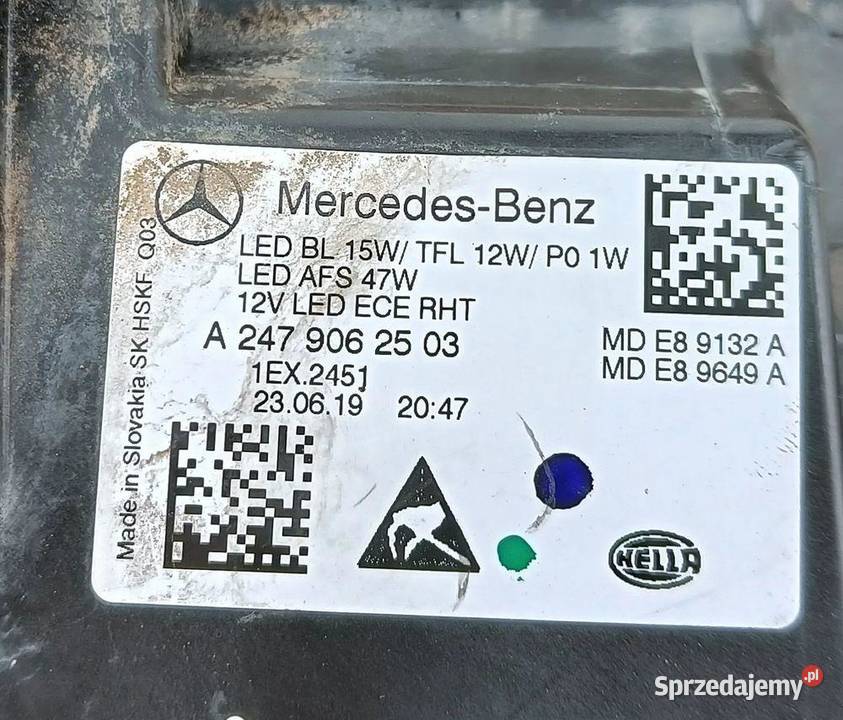 Mercedes-Benz
LED BL 15W/ TFL 12W/ P0 1W
LED AFS 47W
12V LED ECE RHT
A 247 906 25 03
MD E8 9132 A
1EX.245]
MD E8 9649 A
23.06.19 20:47
Made in Slovakia SK HSKF Q03
HELLA
Sprzedajemy.pl